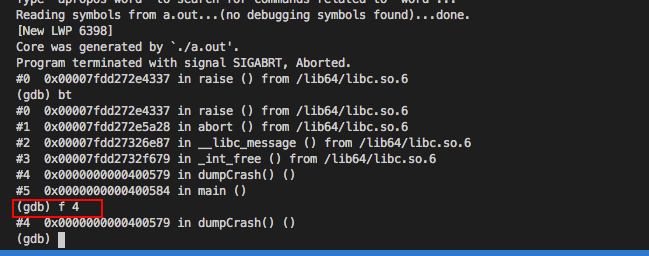 Type "apropos word" to search for commands related to "word"...
Reading symbols from a.out...(no debugging symbols found)...done.
[New LWP 6398]
Core was generated by `./a.out'.
Program terminated with signal SIGABRT, Aborted.
#0  0x00007fdd272e4337 in raise () from /lib64/libc.so.6
(gdb) bt
#0  0x00007fdd272e4337 in raise () from /lib64/libc.so.6
#1  0x00007fdd272e5a28 in abort () from /lib64/libc.so.6
#2  0x00007fdd27326e87 in __libc_message () from /lib64/libc.so.6
#3  0x00007fdd2732f679 in _int_free () from /lib64/libc.so.6
#4  0x0000000000400579 in dumpCrash() ()
#5  0x0000000000400584 in main ()
(gdb) f 4
#4  0x0000000000400579 in dumpCrash() ()
(gdb)